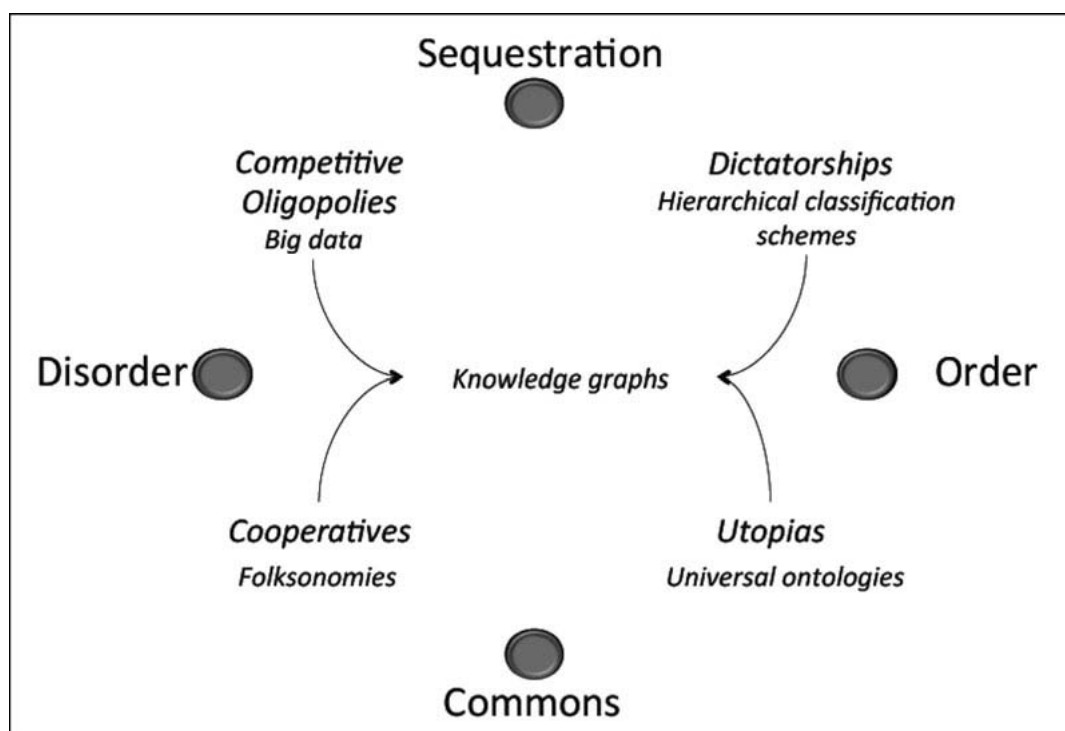 Sequestration
Competitive
Oligopolies
Big data
Dictatorships
Hierarchical classification
schemes
Disorder
Knowledge graphs
Order
Cooperatives
Folksonomies
Utopias
Universal ontologies
Commons